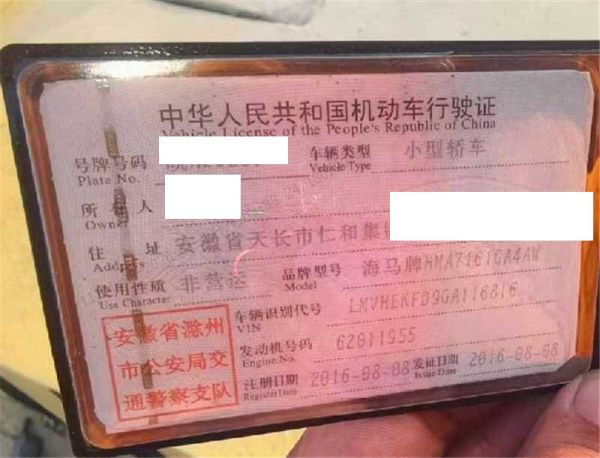 中华人民共和国机动车行驶证
Vehicle License of the People's Republic of China
号牌号码
Plate No.
车辆类型 小型轿车
Vehicle Type
所有人
Owner
住址 安徽省天长市仁和集
Address
使用性质 非营运
Use Character
品牌型号 海马牌HMA7161GA4AW
Model
安徽省滁州
市公安局交
通警察支队
车辆识别代号 LMVHEKFD9GA116816
VIN
发动机号码 62011955
Engine No.
注册日期 2016-08-08
Register Date
发证日期 2016-08-08
Issue Date